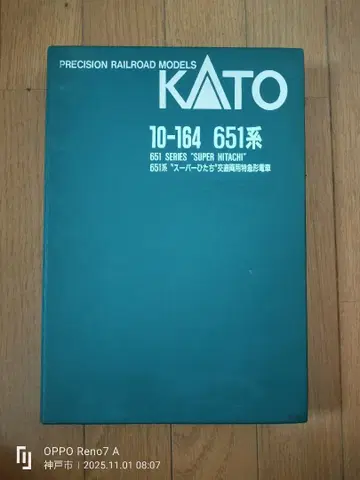 PRECISION RAILROAD MODELS
KATO
10-164 651系
651 SERIES "SUPER HITACHI"
651系 "スーパーひたち"交直両用特急形電車
OPPO Reno7 A
神戸市 | 2025.11.01 08:07